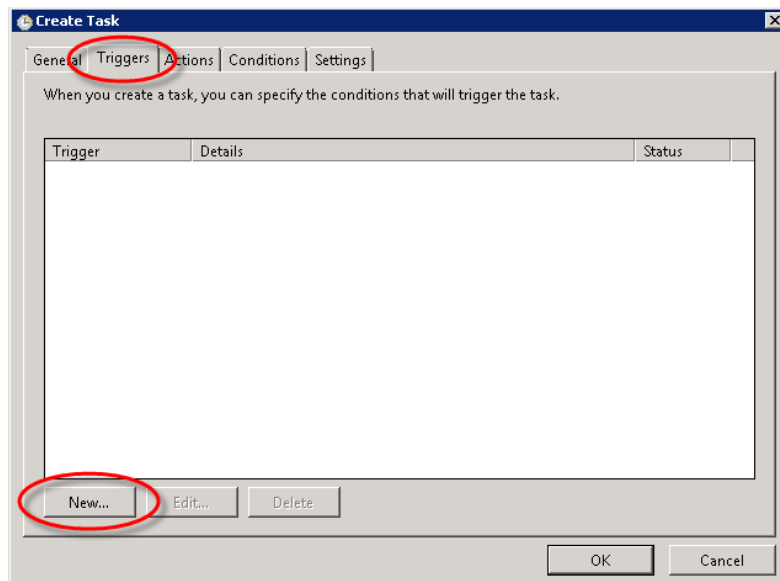 Create Task
General Triggers Actions Conditions Settings
When you create a task, you can specify the conditions that will trigger the task.
Trigger Details Status
New... Edit... Delete
OK Cancel